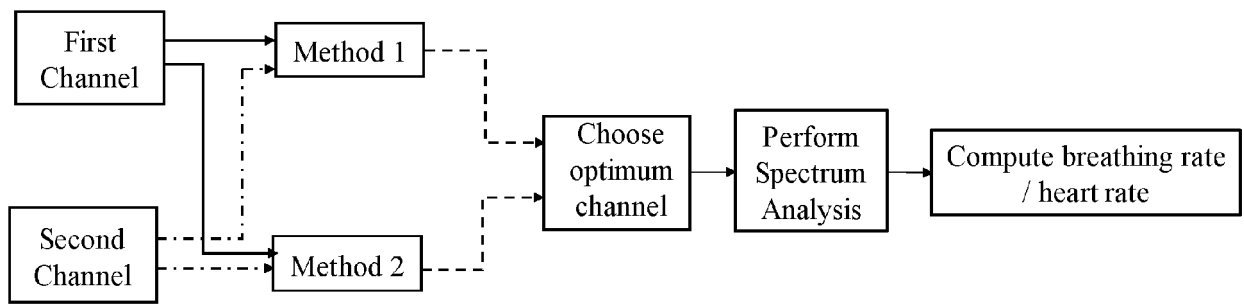 First
Channel
Method 1
Second
Channel
Method 2
Choose
optimum
channel
Perform
Spectrum
Analysis
Compute breathing rate
/ heart rate